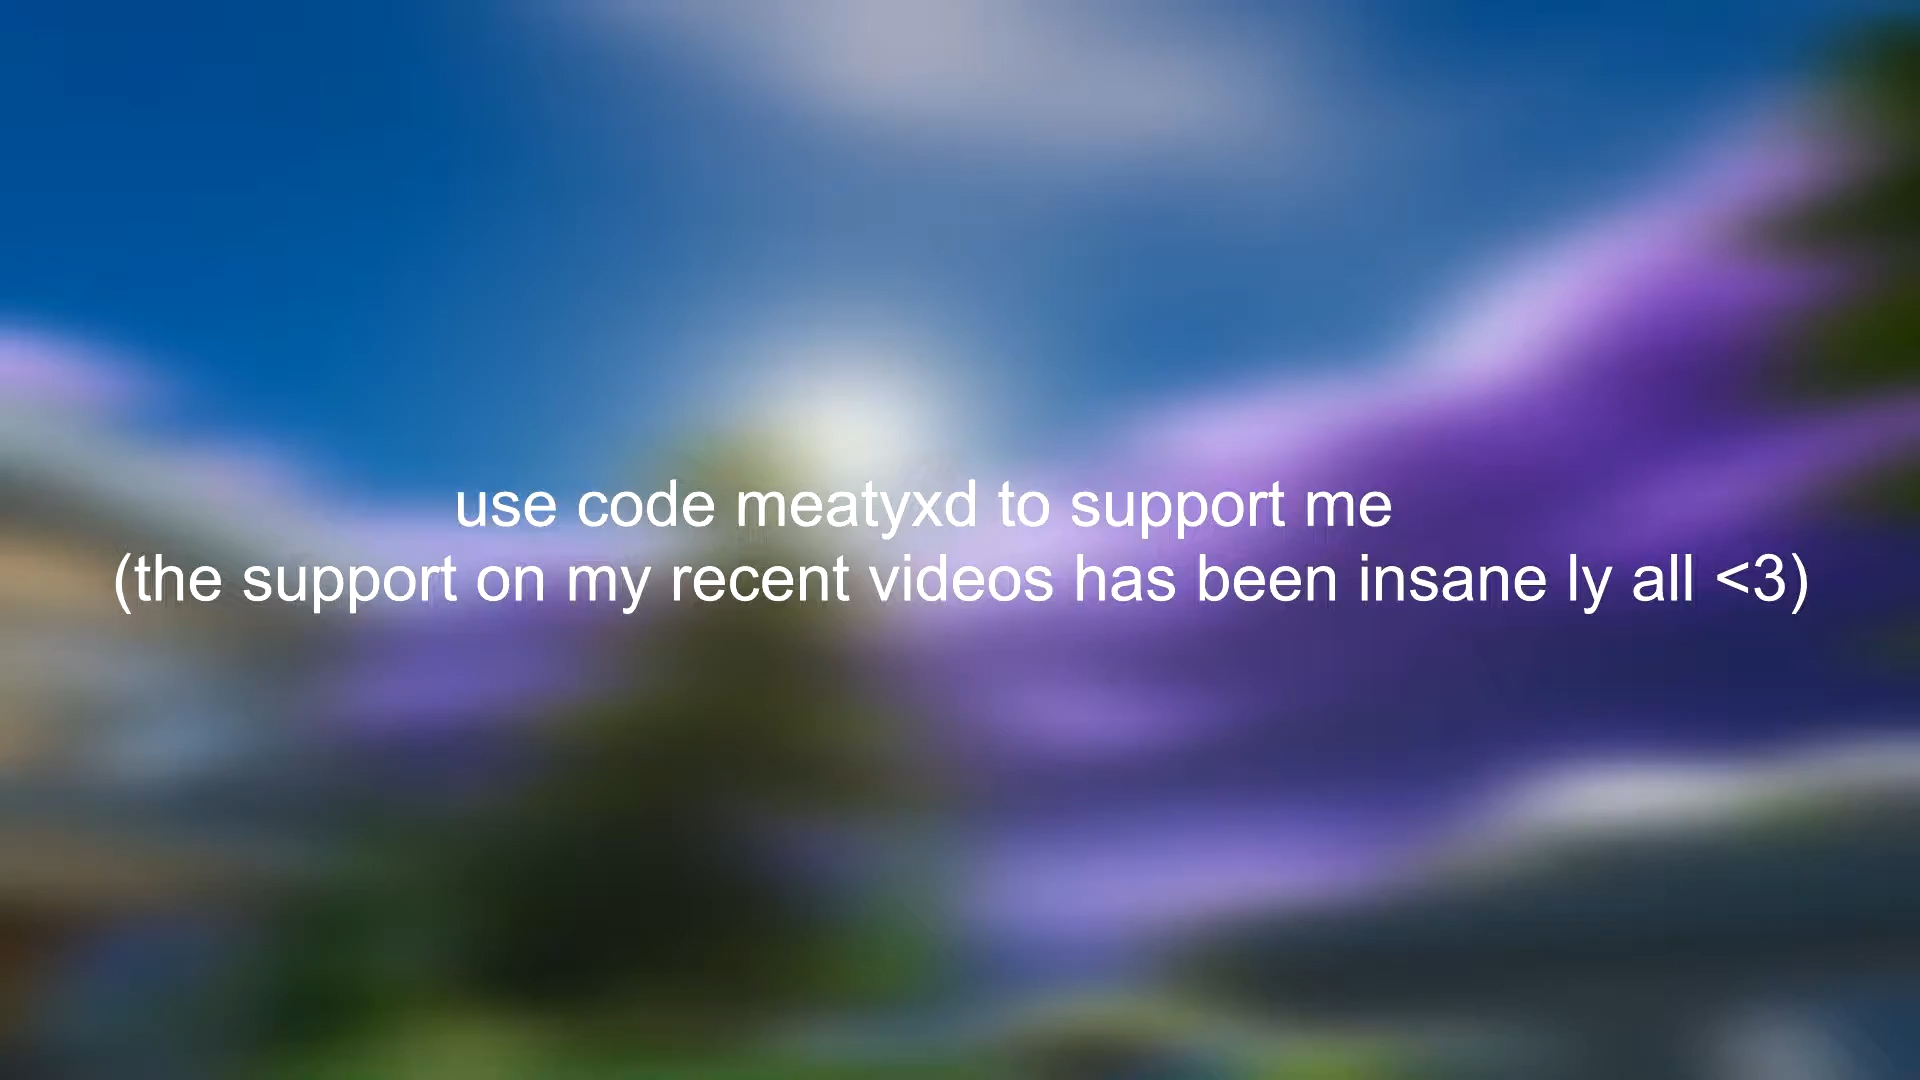 use code meatyxd to support me
(the support on my recent videos has been insane ly all <3)